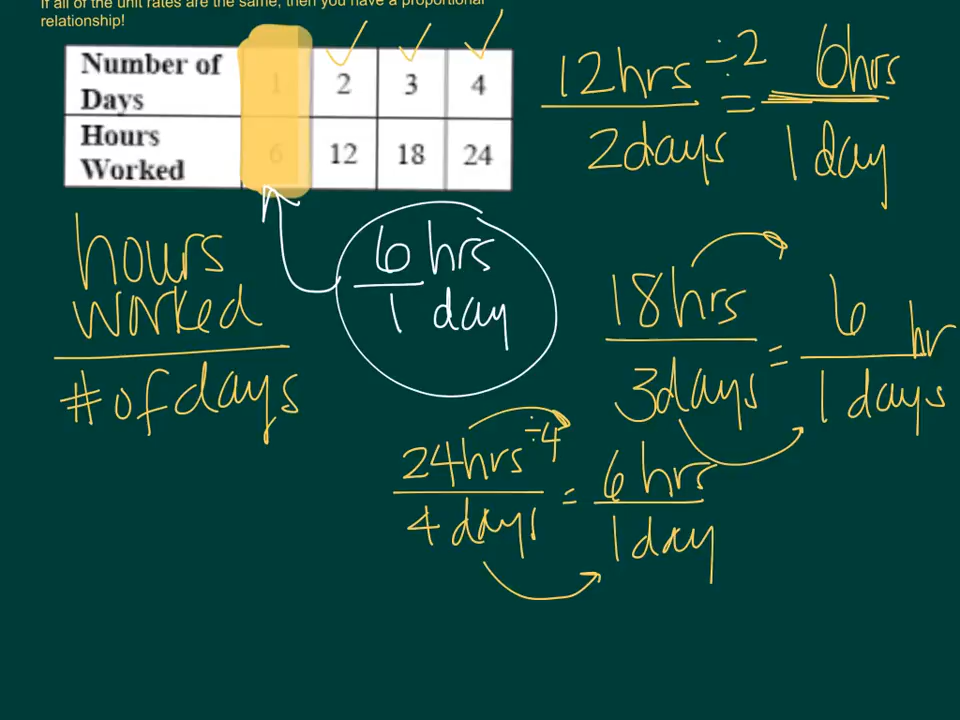 If all of the unit rates are the same, then you have a proportional
relationship!
Number of Days 1 2 3 4
Hours Worked 6 12 18 24
12hrs ÷2 = 6hrs
2days 1 day
hours
worked
# of days
6 hrs
1 day
18hrs = 6 hr
3days 1 days
24hrs ÷4 = 6 hrs
4 days 1 day